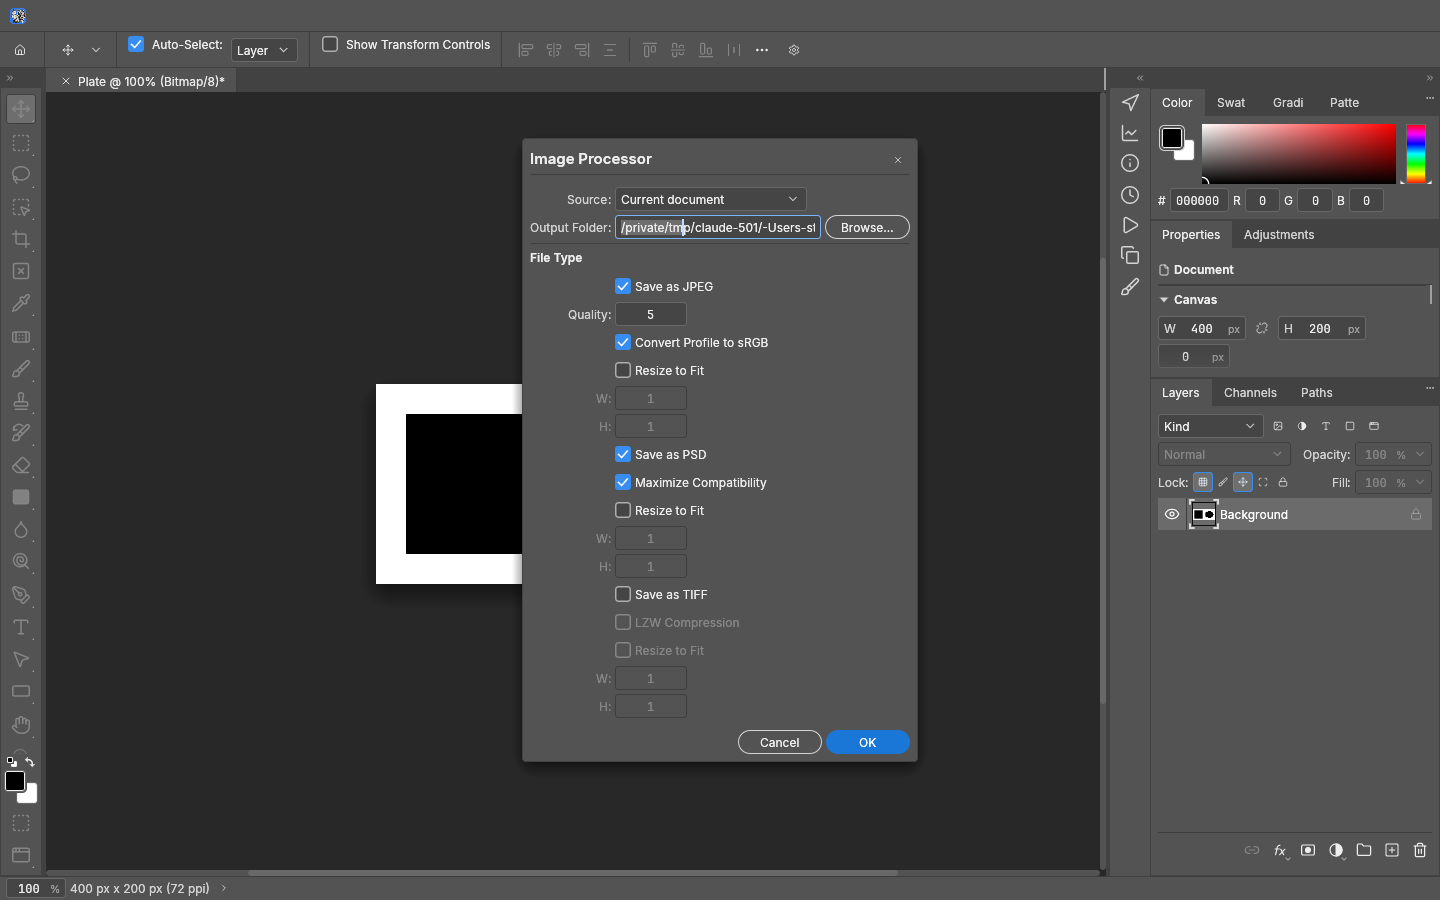 Auto-Select:
Layer
Show Transform Controls
Plate @ 100% (Bitmap/8)*
Image Processor
Source:
Current document
Output Folder:
/private/tmp/claude-501/-Users-st
Browse...
File Type
Save as JPEG
Quality:
5
Convert Profile to sRGB
Resize to Fit
W:
1
H:
1
Save as PSD
Maximize Compatibility
Resize to Fit
W:
1
H:
1
Save as TIFF
LZW Compression
Resize to Fit
W:
1
H:
1
Cancel
OK
Color
Swat
Gradi
Patte
# 000000 R 0 G 0 B 0
Properties
Adjustments
Document
Canvas
W 400 px
H 200 px
0 px
Layers
Channels
Paths
Kind
Normal
Opacity: 100 %
Lock:
Fill: 100 %
Background
100 %
400 px x 200 px (72 ppi)